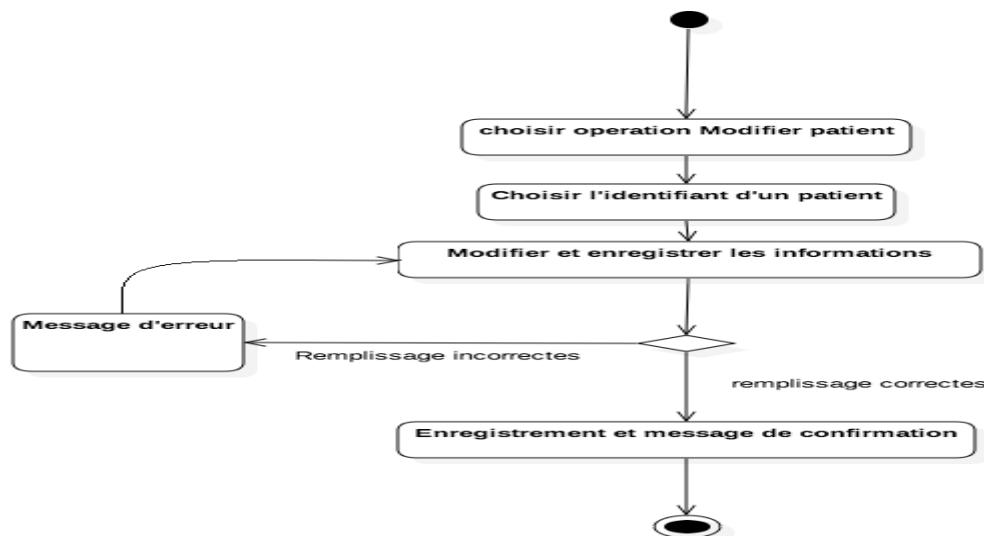 choisir operation Modifier patient
Choisir l'identifiant d'un patient
Modifier et enregistrer les informations
Message d'erreur
Remplissage incorrectes
remplissage correctes
Enregistrement et message de confirmation